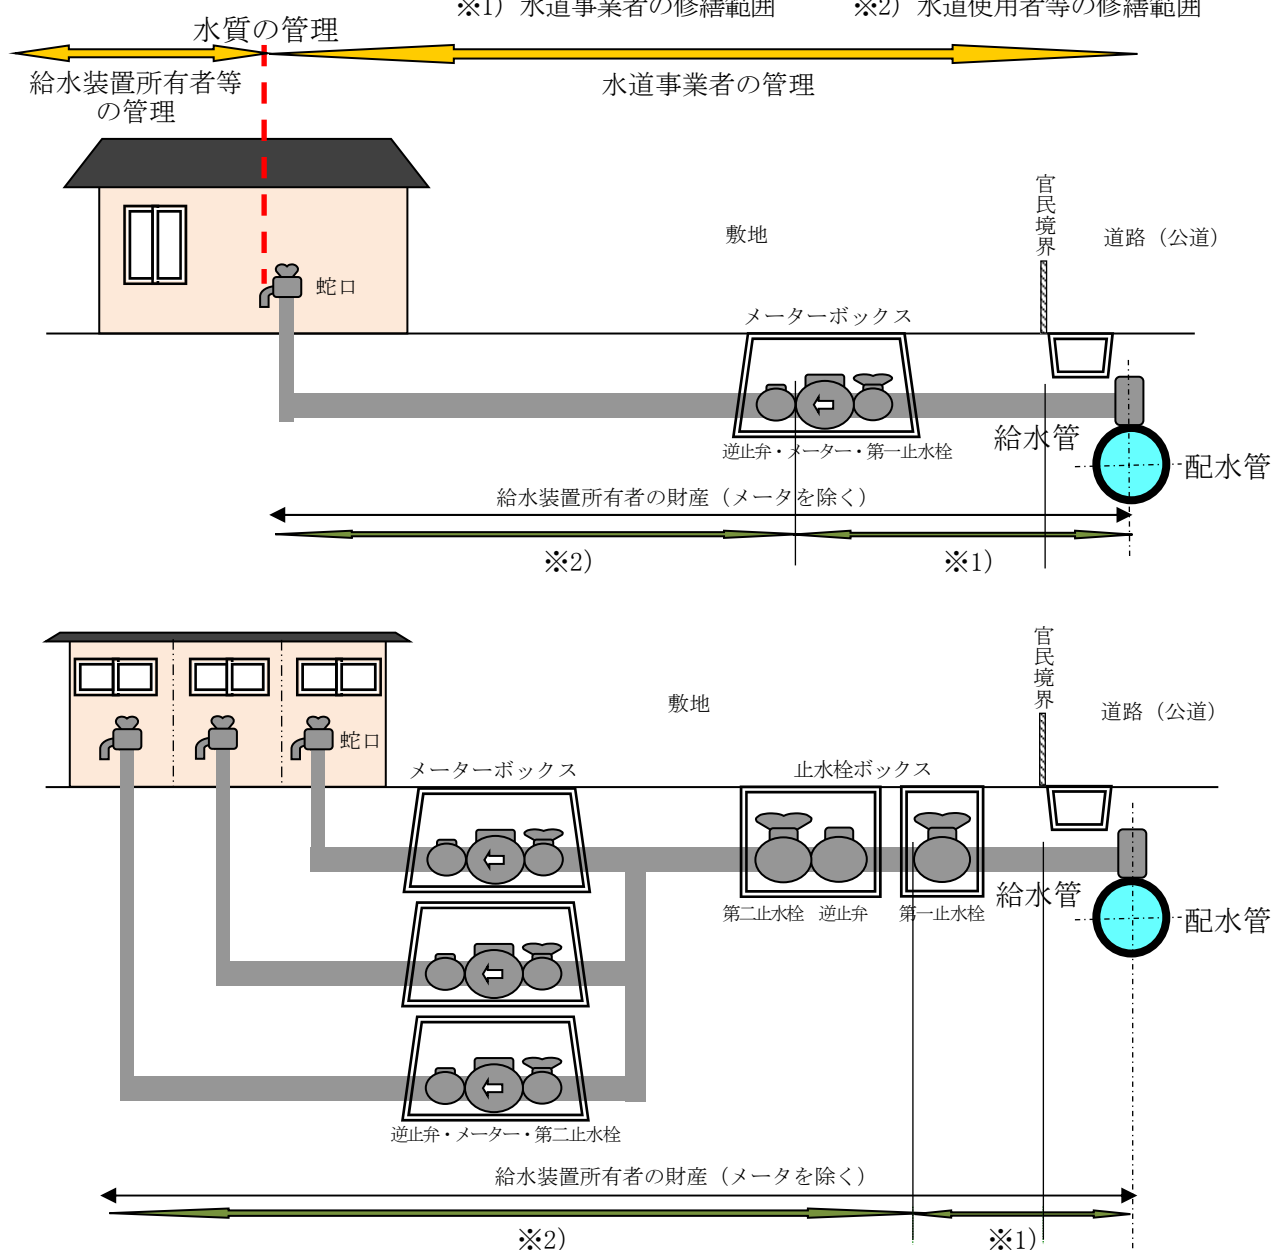 ※1) 水道事業者の修繕範囲 ※2) 水道使用者等の修繕範囲
水質の管理
給水装置所有者等
の管理
水道事業者の管理
官民境界
敷地
道路（公道）
蛇口
メーターボックス
給水管
逆止弁・メーター・第一止水栓
配水管
給水装置所有者の財産（メータを除く）
※2)
※1)
官民境界
敷地
道路（公道）
蛇口
メーターボックス
止水栓ボックス
給水管
第二止水栓 逆止弁
第一止水栓
配水管
逆止弁・メーター・第二止水栓
給水装置所有者の財産（メータを除く）
※2)
※1)